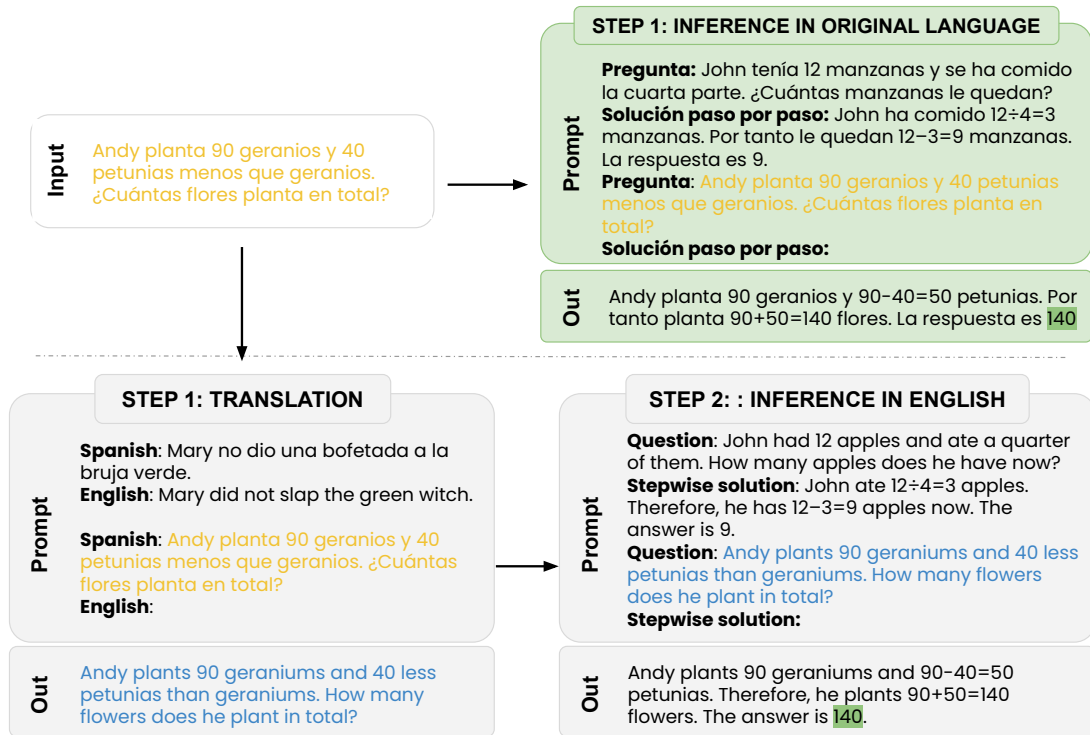 STEP 1: INFERENCE IN ORIGINAL LANGUAGE
Prompt
Pregunta: John tenía 12 manzanas y se ha comido
la cuarta parte. ¿Cuántas manzanas le quedan?
Solución paso por paso: John ha comido 12÷4=3
manzanas. Por tanto le quedan 12–3=9 manzanas.
La respuesta es 9.
Pregunta: Andy planta 90 geranios y 40 petunias
menos que geranios. ¿Cuántas flores planta en
total?
Solución paso por paso:
Input
Andy planta 90 geranios y 40
petunias menos que geranios.
¿Cuántas flores planta en total?
Out
Andy planta 90 geranios y 90-40=50 petunias. Por
tanto planta 90+50=140 flores. La respuesta es 140
STEP 1: TRANSLATION
Prompt
Spanish: Mary no dio una bofetada a la
bruja verde.
English: Mary did not slap the green witch.
Spanish: Andy planta 90 geranios y 40
petunias menos que geranios. ¿Cuántas
flores planta en total?
English:
Out
Andy plants 90 geraniums and 40 less
petunias than geraniums. How many
flowers does he plant in total?
STEP 2: : INFERENCE IN ENGLISH
Prompt
Question: John had 12 apples and ate a quarter
of them. How many apples does he have now?
Stepwise solution: John ate 12÷4=3 apples.
Therefore, he has 12–3=9 apples now. The
answer is 9.
Question: Andy plants 90 geraniums and 40 less
petunias than geraniums. How many flowers
does he plant in total?
Stepwise solution:
Out
Andy plants 90 geraniums and 90-40=50
petunias. Therefore, he plants 90+50=140
flowers. The answer is 140.